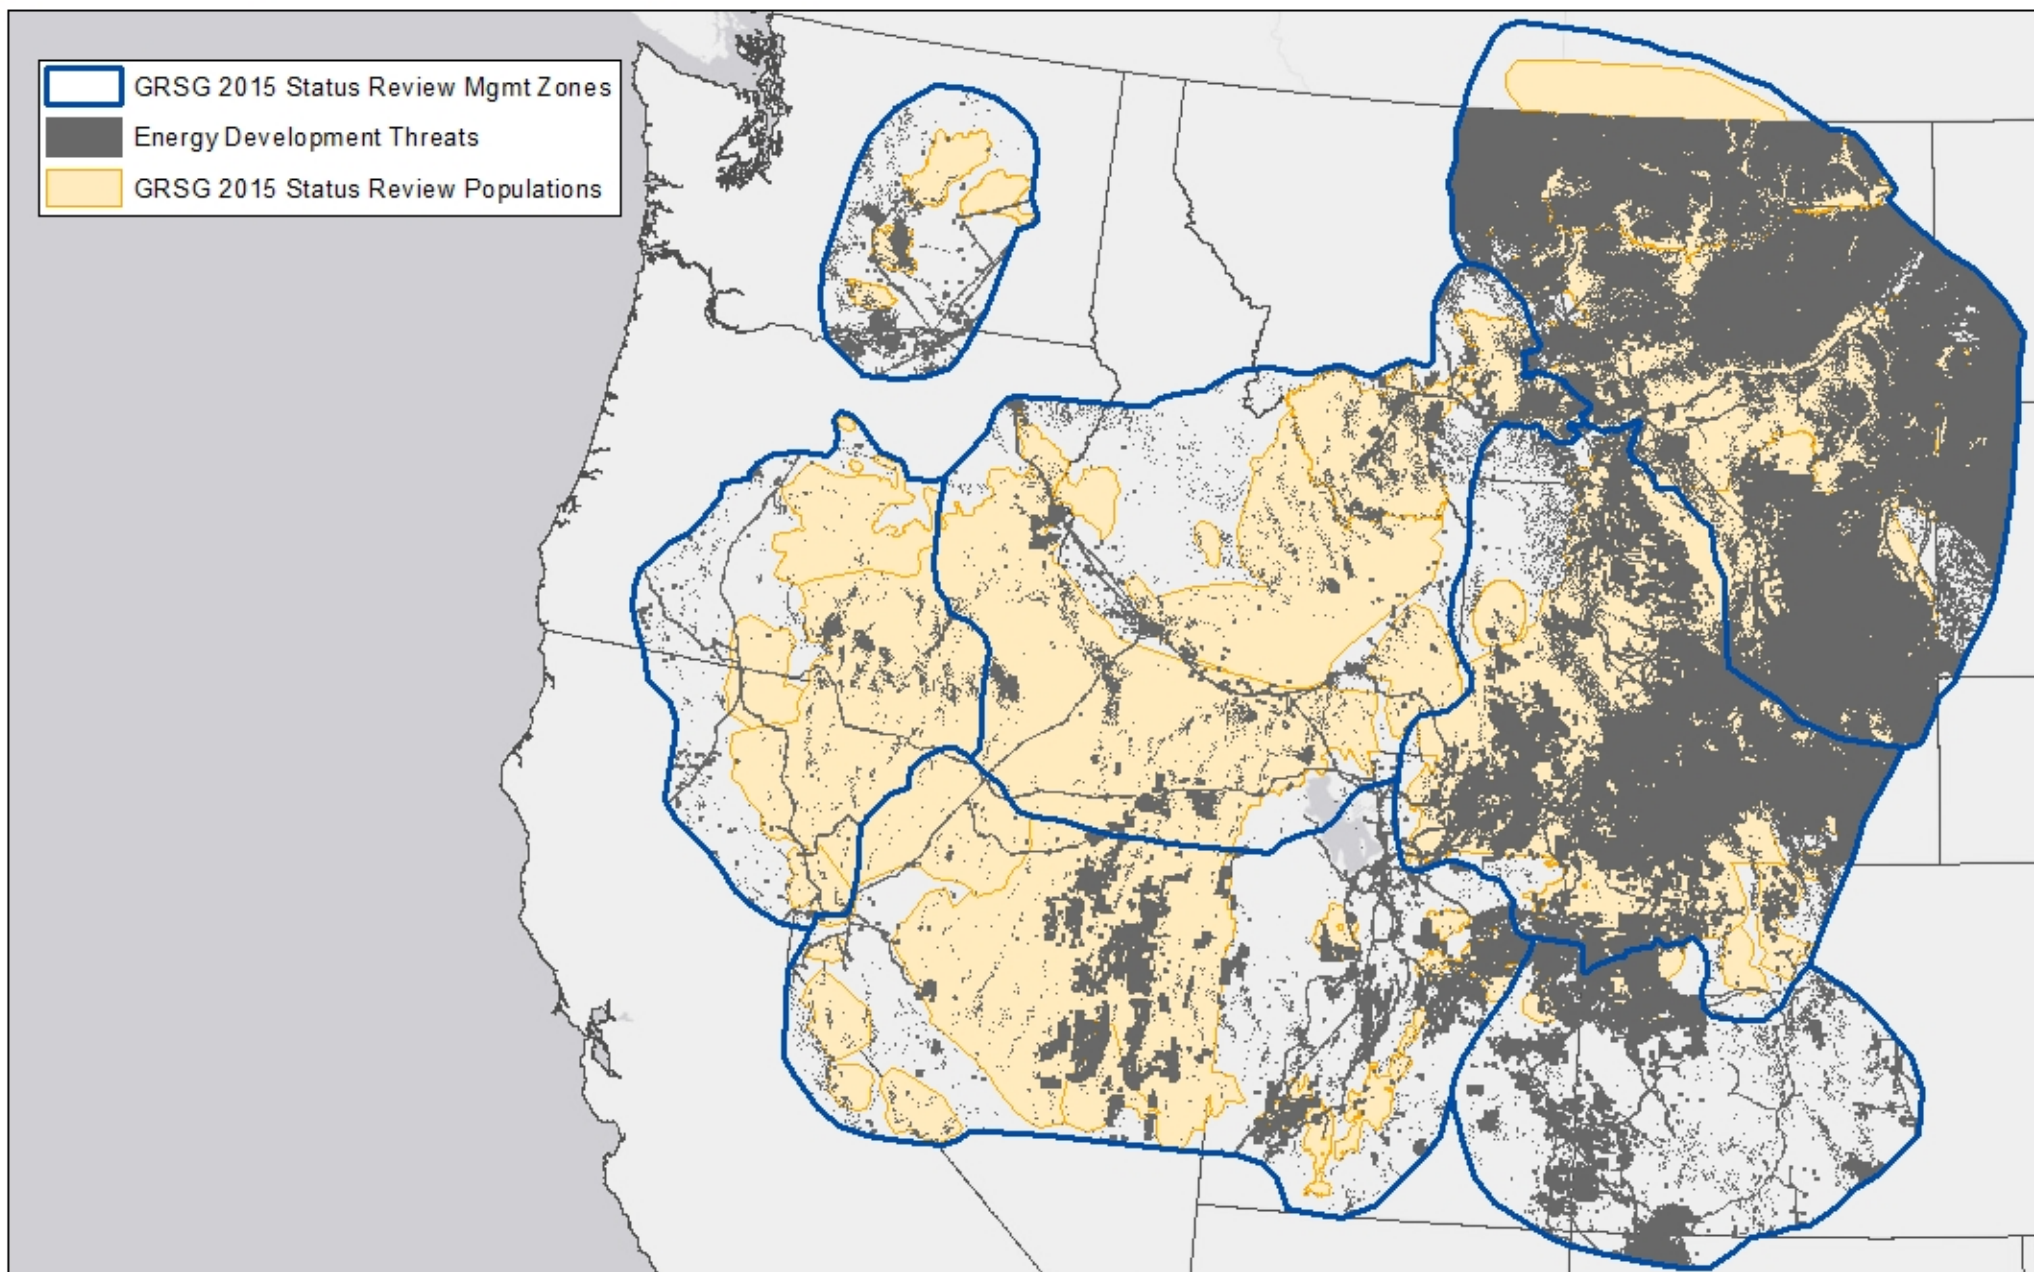 GRSG 2015 Status Review Mgmt Zones
Energy Development Threats
GRSG 2015 Status Review Populations